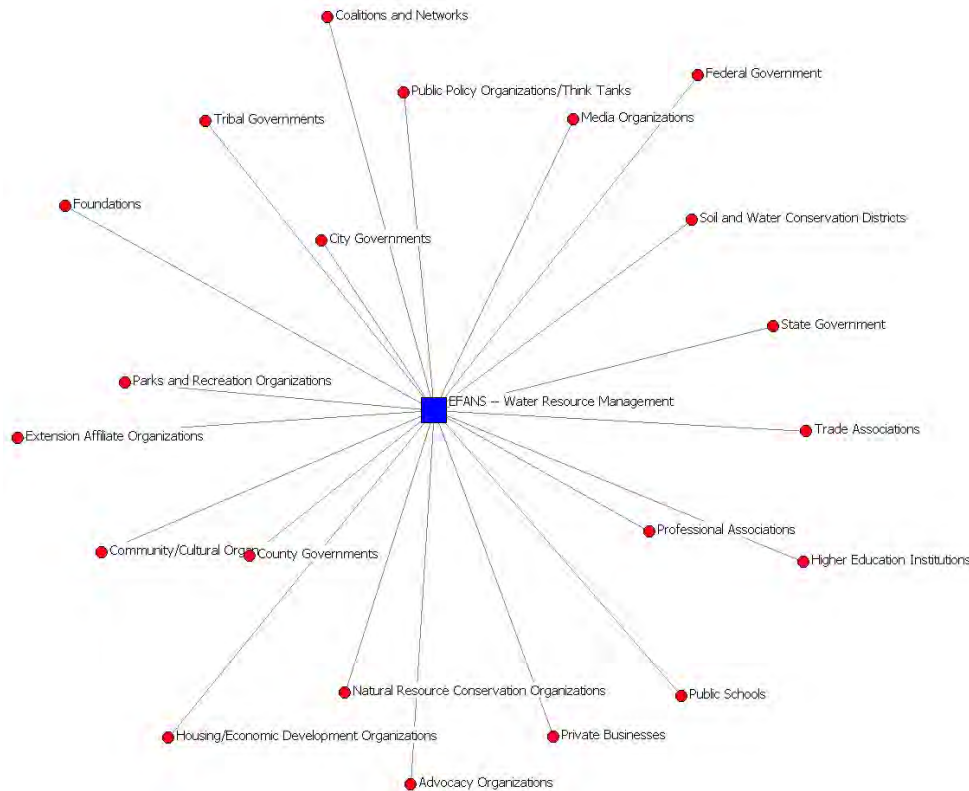 Coalitions and Networks
Federal Government
Public Policy Organizations/Think Tanks
Media Organizations
Tribal Governments
Foundations
Soil and Water Conservation Districts
City Governments
State Government
Parks and Recreation Organizations
EFANS -- Water Resource Management
Trade Associations
Extension Affiliate Organizations
Professional Associations
Community/Cultural Organ
County Governments
Higher Education Institutions
Natural Resource Conservation Organizations
Public Schools
Housing/Economic Development Organizations
Private Businesses
Advocacy Organizations